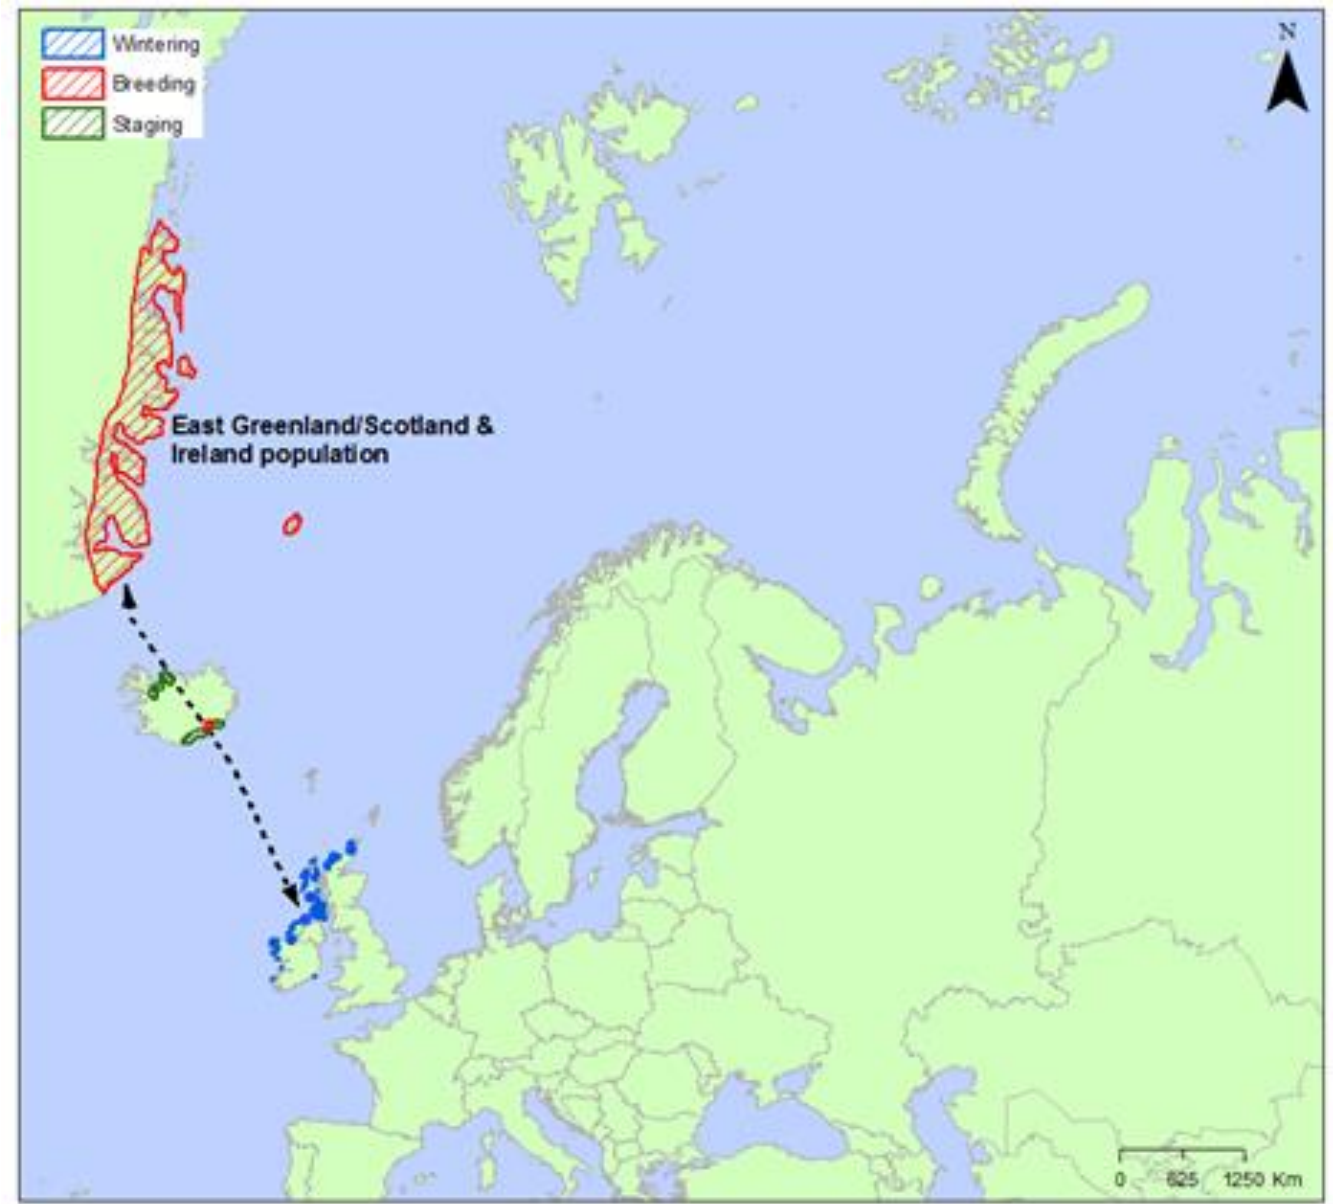 Wintering
Breeding
Staging
N
East Greenland/Scotland &
Ireland population
0 625 1250 Km